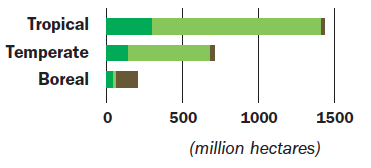 Tropical
Temperate
Boreal
0 500 1000 1500
(million hectares)